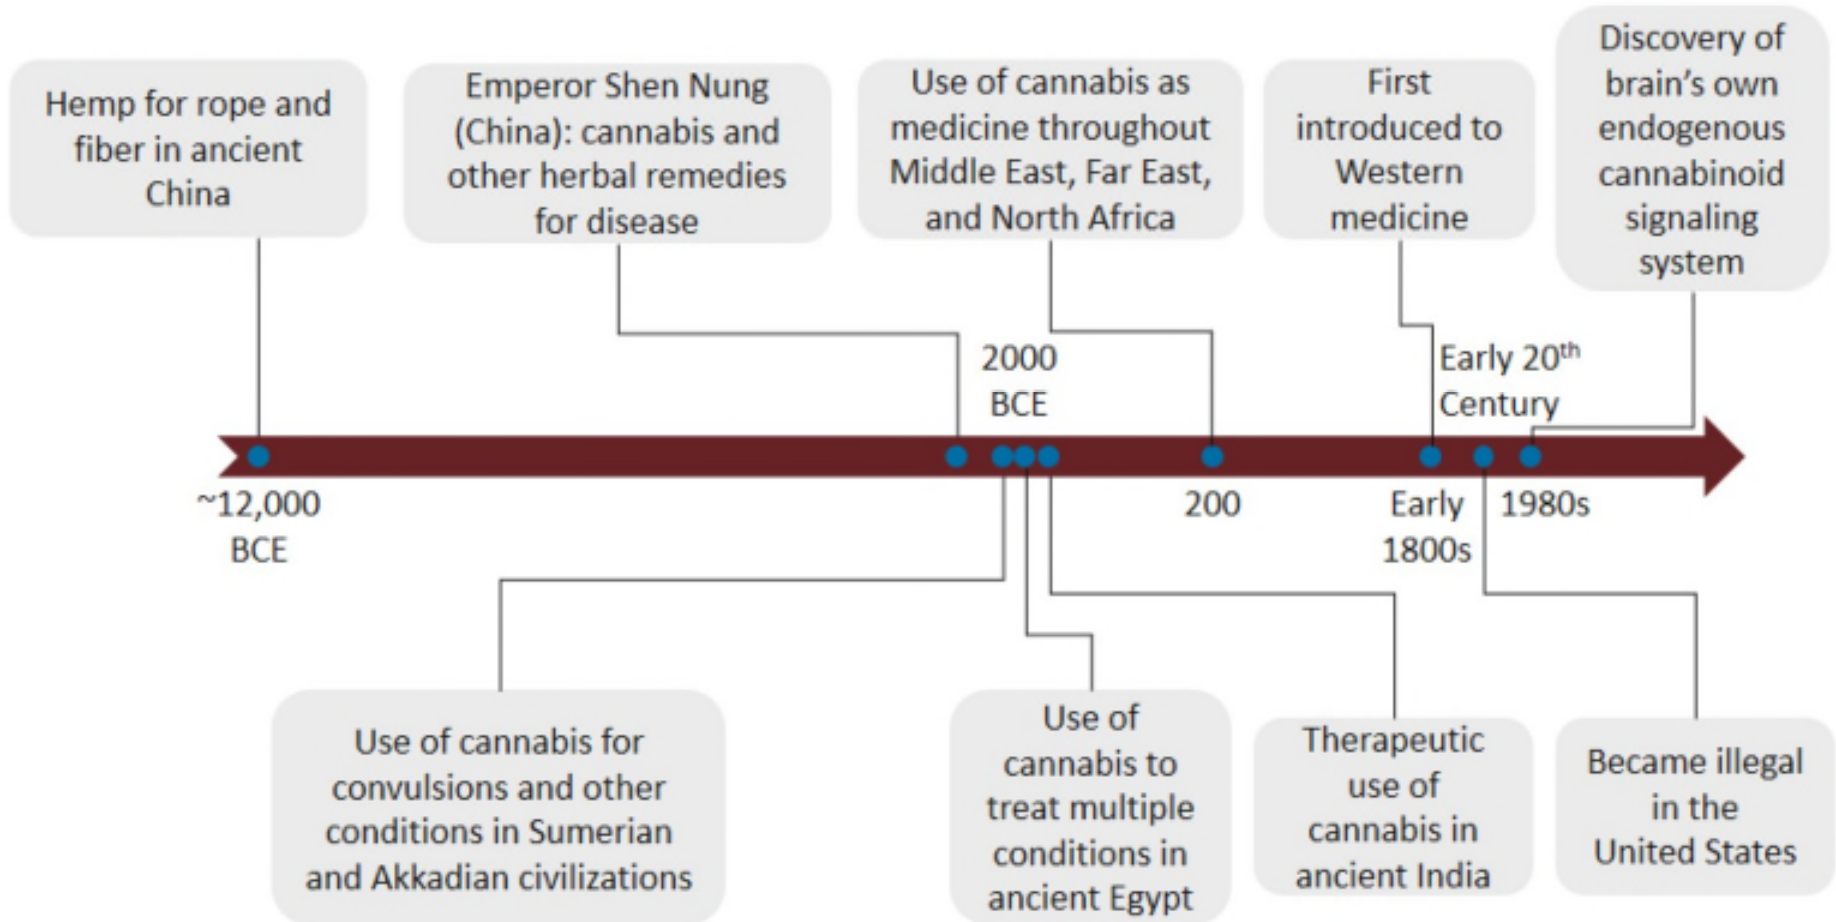 Hemp for rope and
fiber in ancient
China
Emperor Shen Nung
(China): cannabis and
other herbal remedies
for disease
Use of cannabis as
medicine throughout
Middle East, Far East,
and North Africa
First
introduced to
Western
medicine
Discovery of
brain’s own
endogenous
cannabinoid
signaling
system
2000
BCE
Early 20th
Century
~12,000
BCE
200
Early
1800s
1980s
Use of cannabis for
convulsions and other
conditions in Sumerian
and Akkadian civilizations
Use of
cannabis to
treat multiple
conditions in
ancient Egypt
Therapeutic
use of
cannabis in
ancient India
Became illegal
in the
United States